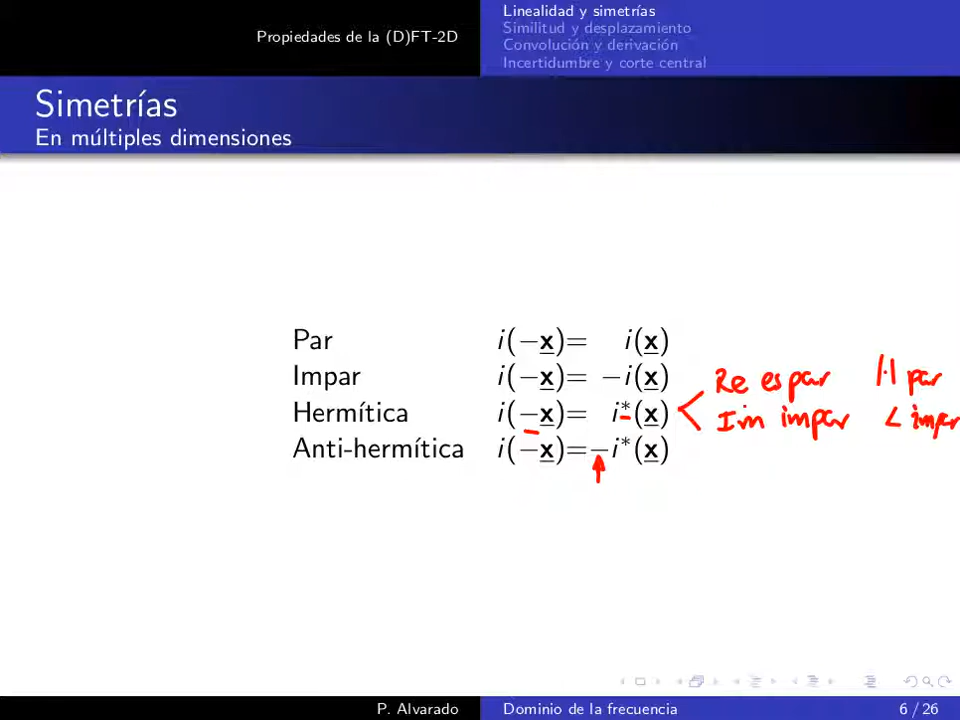 Propiedades de la (D)FT-2D
Linealidad y simetrías
Similitud y desplazamiento
Convolución y derivación
Incertidumbre y corte central
Simetrías
En múltiples dimensiones
Par i(−x)= i(x)
Impar i(−x)= −i(x)
Hermítica i(−x)= i*(x)
Anti-hermítica i(−x)=−i*(x)
Re es par |·| par
Im impar ∠ impar
P. Alvarado
Dominio de la frecuencia
6 / 26